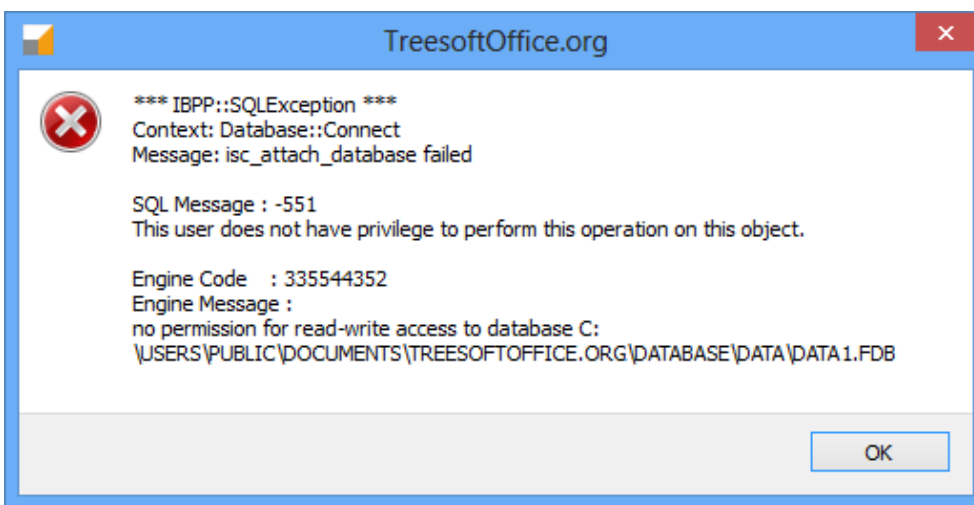 TreesoftOffice.org
*** IBPP::SQLException ***
Context: Database::Connect
Message: isc_attach_database failed
SQL Message : -551
This user does not have privilege to perform this operation on this object.
Engine Code    : 335544352
Engine Message :
no permission for read-write access to database C:
\USERS\PUBLIC\DOCUMENTS\TREESOFTOFFICE.ORG\DATABASE\DATA\DATA1.FDB
OK